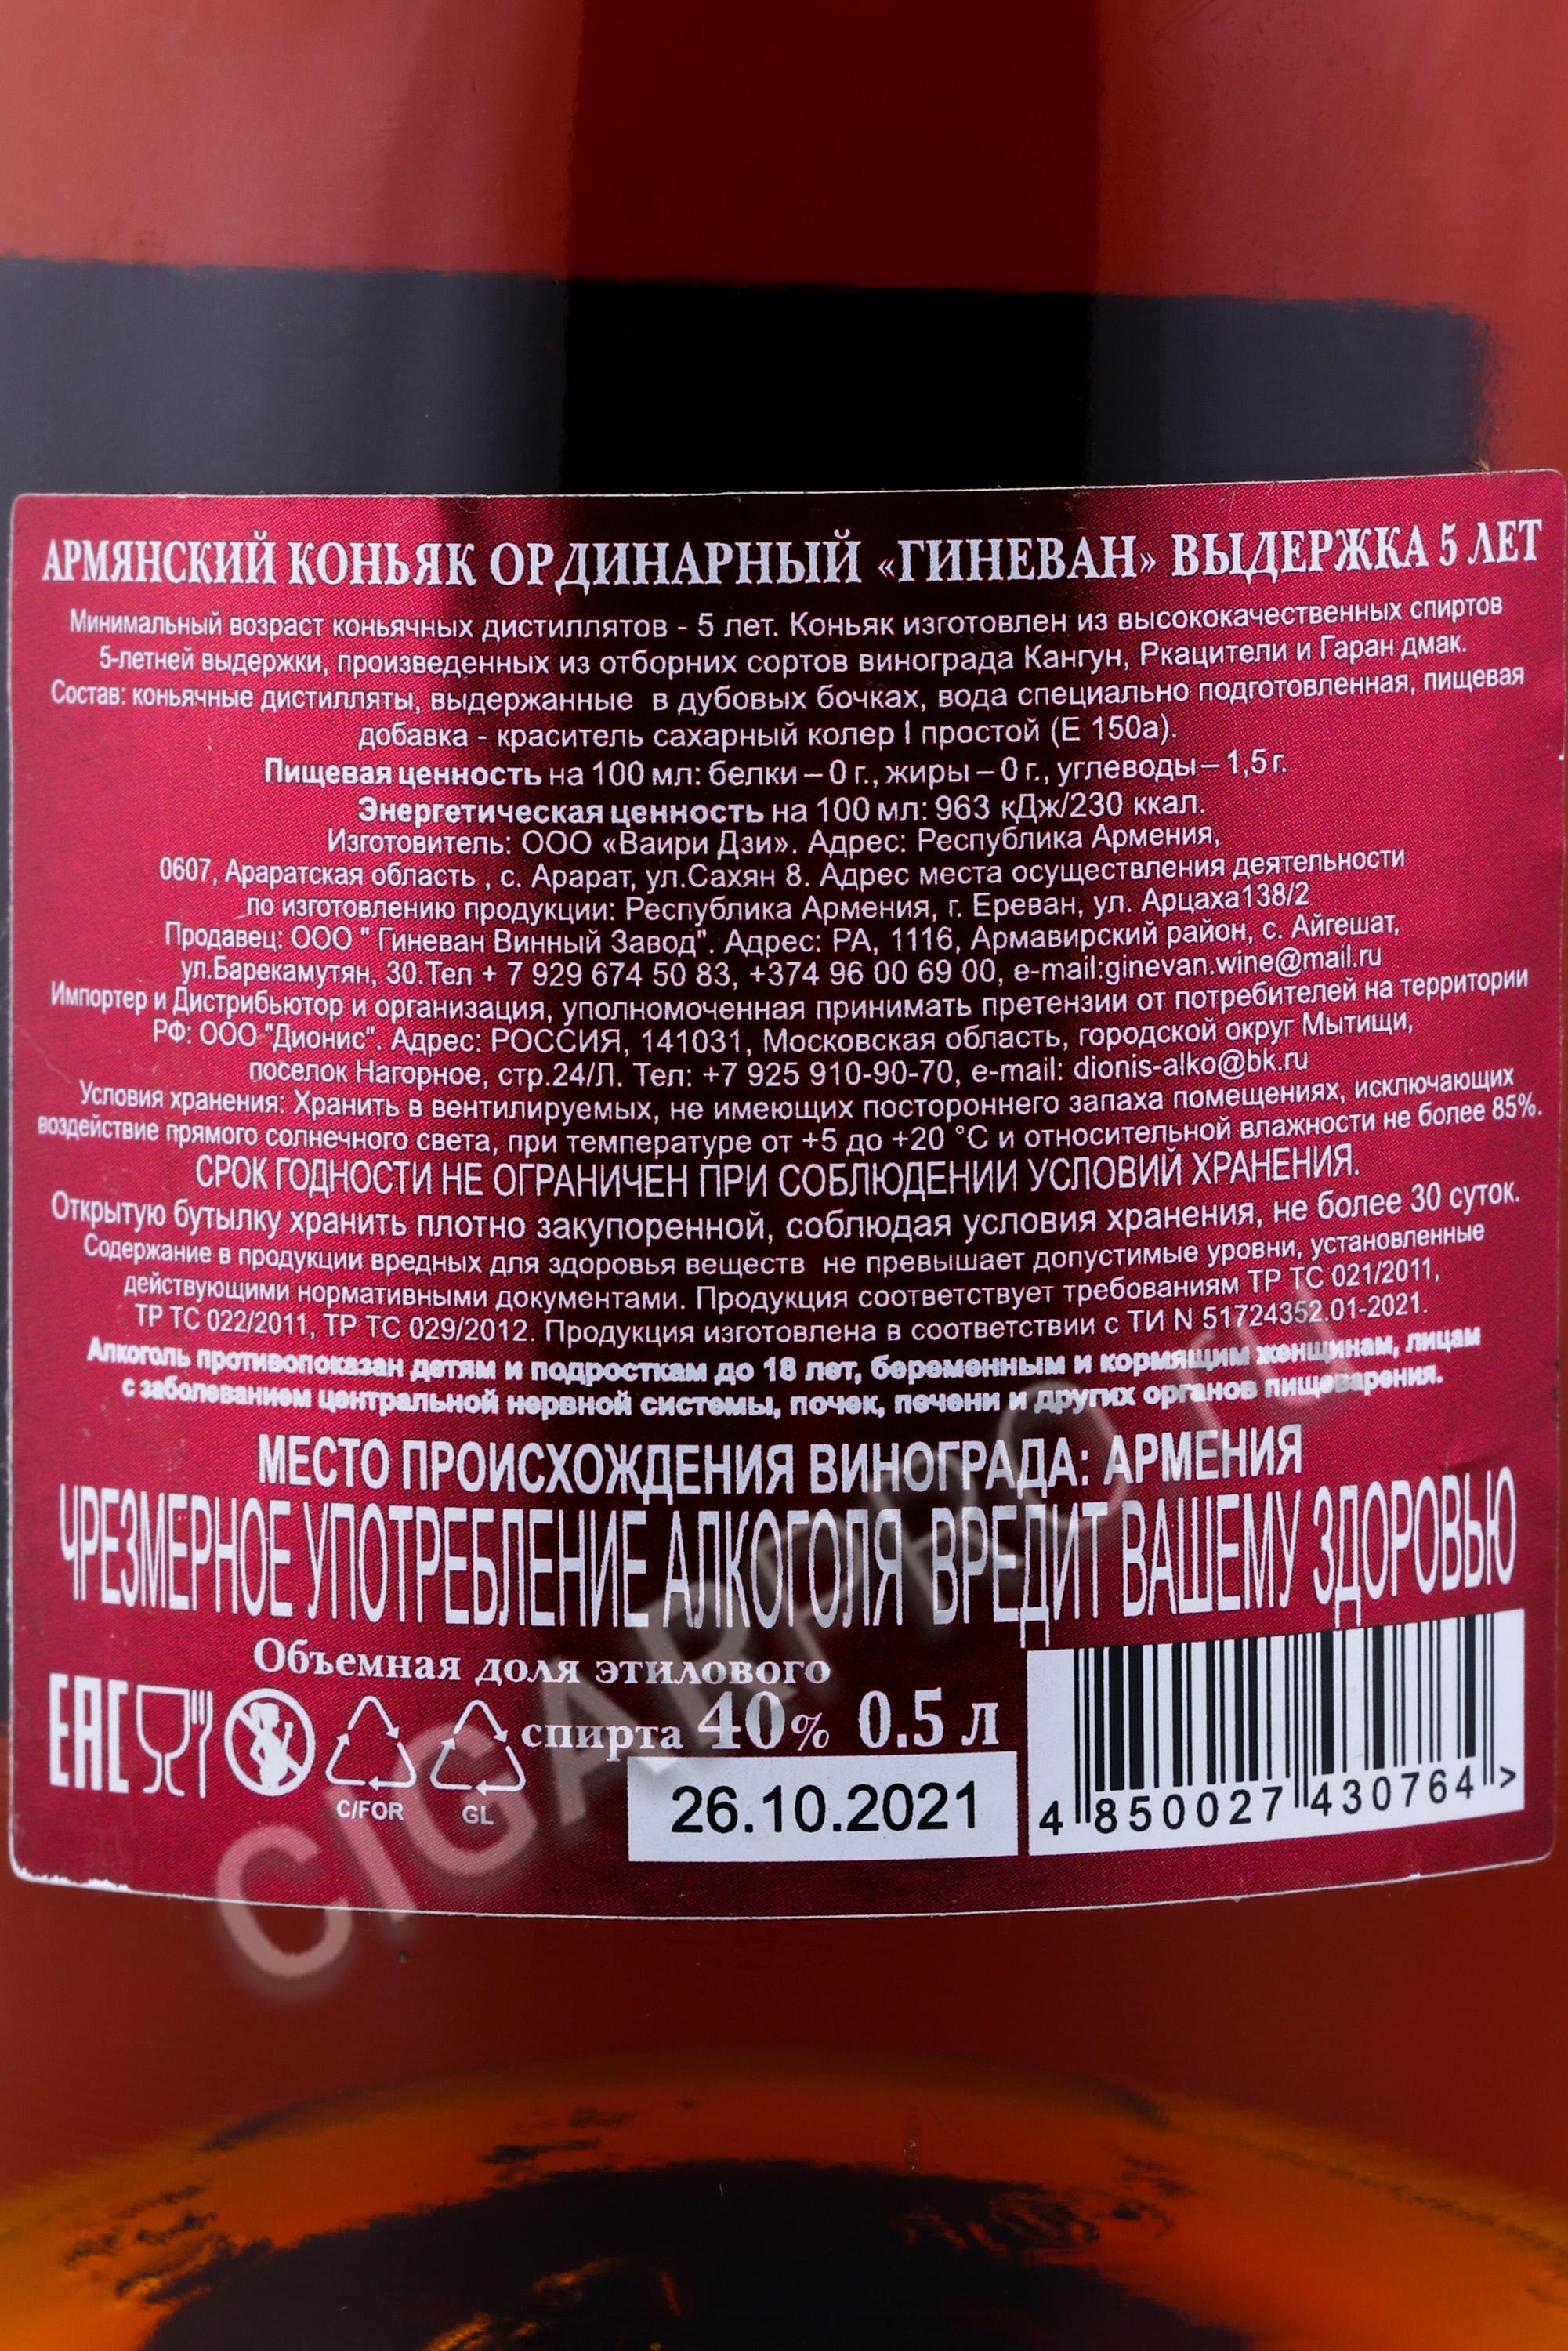 АРМЯНСКИЙ КОНЬЯК ОРДИНАРНЫЙ «ГИНЕВАН» ВЫДЕРЖКА 5 ЛЕТ
Минимальный возраст коньячных дистиллятов - 5 лет. Коньяк изготовлен из высококачественных спиртов
5-летней выдержки, произведенных из отборних сортов винограда Кангун, Ркацители и Гаран дмак.
Состав: коньячные дистилляты, выдержанные в дубовых бочках, вода специально подготовленная, пищевая
добавка - краситель сахарный колер I простой (Е 150а).
Пищевая ценность на 100 мл: белки – 0 г., жиры – 0 г., углеводы – 1,5 г.
Энергетическая ценность на 100 мл: 963 кДж/230 ккал.
Изготовитель: ООО «Ваири Дзи». Адрес: Республика Армения,
0607, Араратская область , с. Арарат, ул.Сахян 8. Адрес места осуществления деятельности
по изготовлению продукции: Республика Армения, г. Ереван, ул. Арцаха138/2
Продавец: ООО " Гиневан Винный Завод". Адрес: РА, 1116, Армавирский район, с. Айгешат,
ул.Барекамутян, 30.Тел + 7 929 674 50 83, +374 96 00 69 00, e-mail:ginevan.wine@mail.ru
Импортер и Дистрибьютор и организация, уполномоченная принимать претензии от потребителей на территории
РФ: ООО "Дионис". Адрес: РОССИЯ, 141031, Московская область, городской округ Мытищи,
поселок Нагорное, стр.24/Л. Тел: +7 925 910-90-70, e-mail: dionis-alko@bk.ru
Условия хранения: Хранить в вентилируемых, не имеющих постороннего запаха помещениях, исключающих
воздействие прямого солнечного света, при температуре от +5 до +20 °С и относительной влажности не более 85%.
СРОК ГОДНОСТИ НЕ ОГРАНИЧЕН ПРИ СОБЛЮДЕНИИ УСЛОВИЙ ХРАНЕНИЯ.
Открытую бутылку хранить плотно закупоренной, соблюдая условия хранения, не более 30 суток.
Содержание в продукции вредных для здоровья веществ не превышает допустимые уровни, установленные
действующими нормативными документами. Продукция соответствует требованиям ТР ТС 021/2011,
ТР ТС 022/2011, ТР ТС 029/2012. Продукция изготовлена в соответствии с ТИ N 51724352.01-2021.
Алкоголь противопоказан детям и подросткам до 18 лет, беременным и кормящим женщинам, лицам
с заболеванием центральной нервной системы, почек, печени и других органов пищеварения.
МЕСТО ПРОИСХОЖДЕНИЯ ВИНОГРАДА: АРМЕНИЯ
ЧРЕЗМЕРНОЕ УПОТРЕБЛЕНИЕ АЛКОГОЛЯ ВРЕДИТ ВАШЕМУ ЗДОРОВЬЮ
Объемная доля этилового
спирта 40% 0.5 л
EAC
C/FOR
GL
26.10.2021
4 850027 430764 >
CIGARPRO.ru